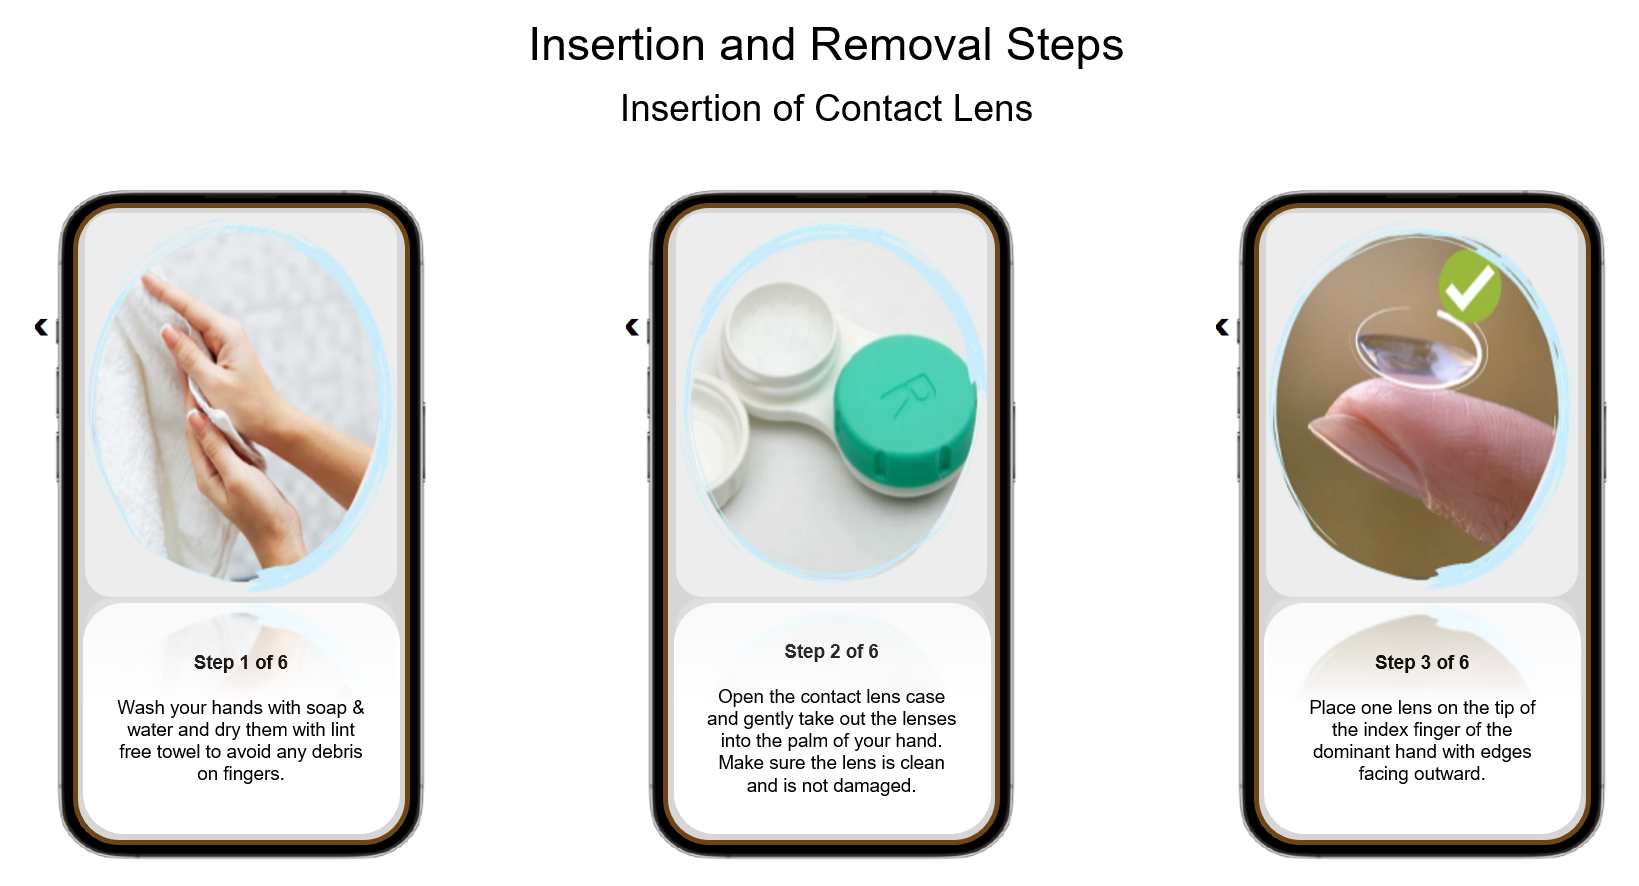 Insertion and Removal Steps
Insertion of Contact Lens
R
Step 1 of 6
Wash your hands with soap &
water and dry them with lint
free towel to avoid any debris
on fingers.
Step 2 of 6
Open the contact lens case
and gently take out the lenses
into the palm of your hand.
Make sure the lens is clean
and is not damaged.
Step 3 of 6
Place one lens on the tip of
the index finger of the
dominant hand with edges
facing outward.